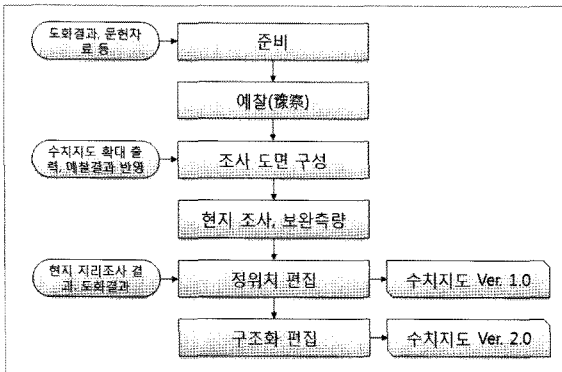 도화결과, 문헌자
료 등
준비
예찰(豫察)
수치지도 확대 출
력, 예찰결과 반영
조사 도면 구성
현지 조사, 보완측량
현지 지리조사 결
과, 도화결과
정위치 편집
수치지도 Ver. 1.0
구조화 편집
수치지도 Ver. 2.0